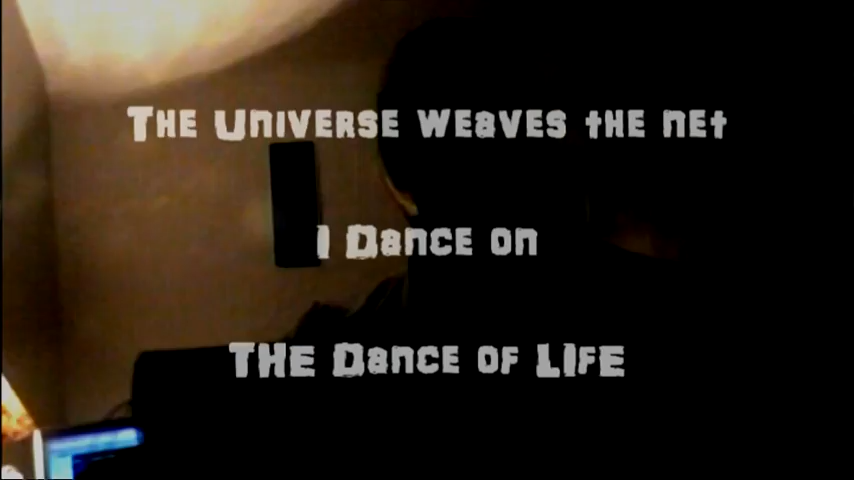 The Universe weaves the net
I Dance on
THE Dance of LIFE